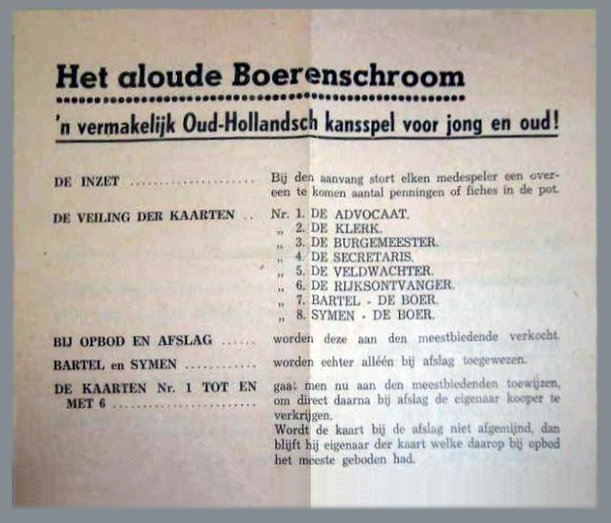 Het aloude Boerenschroom
'n vermakelijk Oud-Hollandsch kansspel voor jong en oud!
DE INZET ...................... Bij den aanvang stort elken medespeler een over-
een te komen aantal penningen of fiches in de pot.
DE VEILING DER KAARTEN .. Nr. 1. DE ADVOCAAT.
„ 2. DE KLERK.
„ 3. DE BURGEMEESTER.
„ 4. DE SECRETARIS.
„ 5. DE VELDWACHTER.
„ 6. DE RIJKSONTVANGER.
„ 7. BARTEL - DE BOER.
„ 8. SYMEN - DE BOER.
BIJ OPBOD EN AFSLAG ...... worden deze aan den meestbiedende verkocht.
BARTEL en SYMEN ............. worden echter alléén bij afslag toegewezen.
DE KAARTEN Nr. 1 TOT EN gaat men nu aan den meestbiedenden toewijzen,
MET 6 ......................... om direct daarna bij afslag de eigenaar kooper te
verkrijgen.
Wordt de kaart bij de afslag niet afgemijnd, dan
blijft hij eigenaar der kaart welke daarop bij opbod
het meeste geboden had.